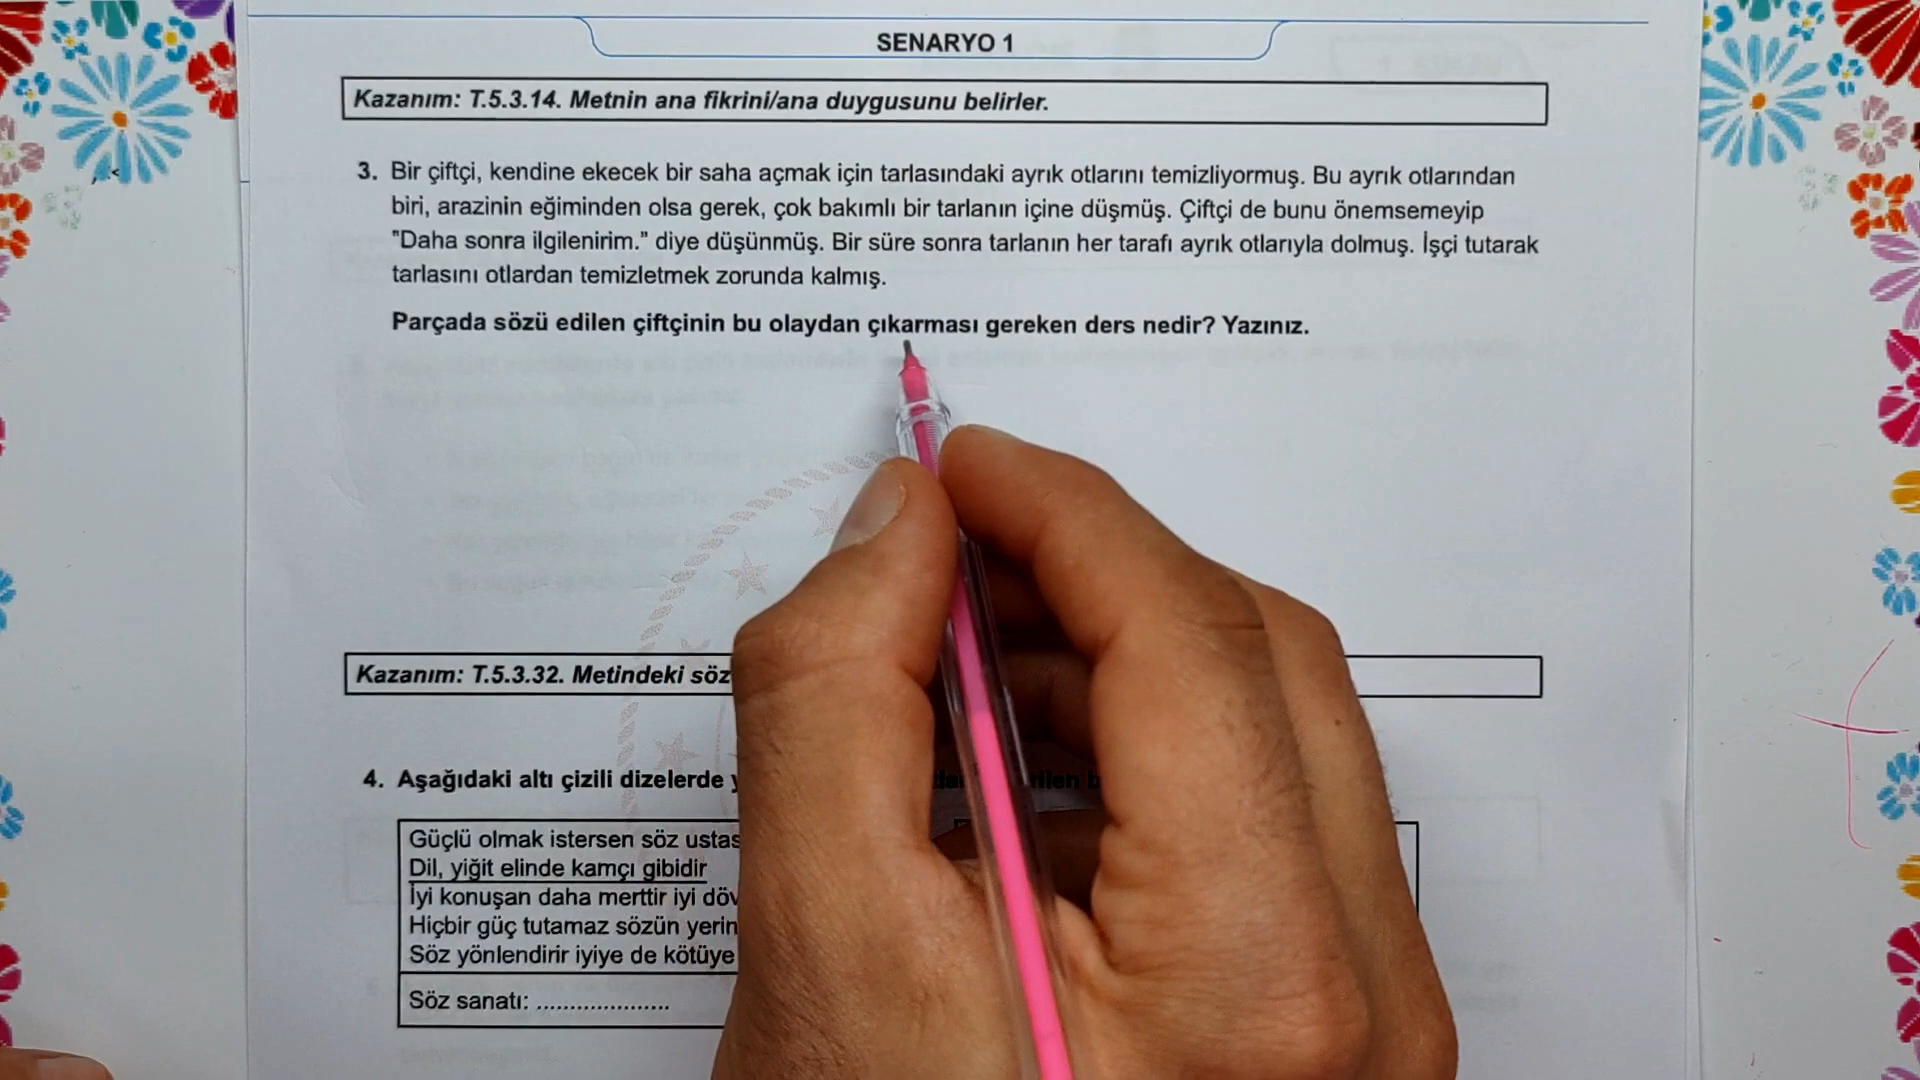 SENARYO 1
Kazanım: T.5.3.14. Metnin ana fikrini/ana duygusunu belirler.
3. Bir çiftçi, kendine ekecek bir saha açmak için tarlasındaki ayrık otlarını temizliyormuş. Bu ayrık otlarından
biri, arazinin eğiminden olsa gerek, çok bakımlı bir tarlanın içine düşmüş. Çiftçi de bunu önemsemeyip
"Daha sonra ilgilenirim." diye düşünmüş. Bir süre sonra tarlanın her tarafı ayrık otlarıyla dolmuş. İşçi tutarak
tarlasını otlardan temizletmek zorunda kalmış.
Parçada sözü edilen çiftçinin bu olaydan çıkarması gereken ders nedir? Yazınız.
Kazanım: T.5.3.32. Metindeki söz
4. Aşağıdaki altı çizili dizelerde
Güçlü olmak istersen söz ustas
Dil, yiğit elinde kamçı gibidir
İyi konuşan daha merttir iyi döv
Hiçbir güç tutamaz sözün yerin
Söz yönlendirir iyiye de kötüye
Söz sanatı: ....................